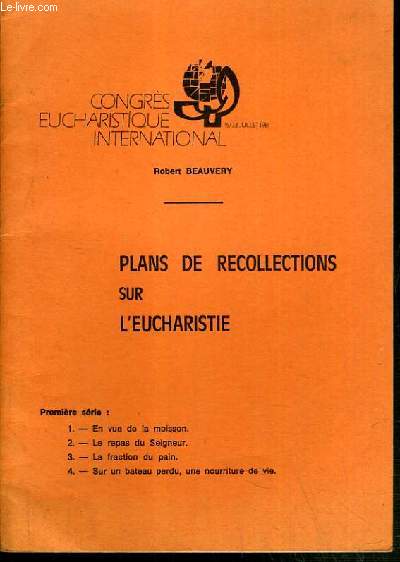 Le-livre.com
CONGRÈS
EUCHARISTIQUE
INTERNATIONAL
Robert BEAUVERY
PLANS DE RECOLLECTIONS
SUR
L'EUCHARISTIE
Première série :
1. — En vue de la moisson.
2. — Le repas du Seigneur.
3. — La fraction du pain.
4. — Sur un bateau perdu, une nourriture de vie.